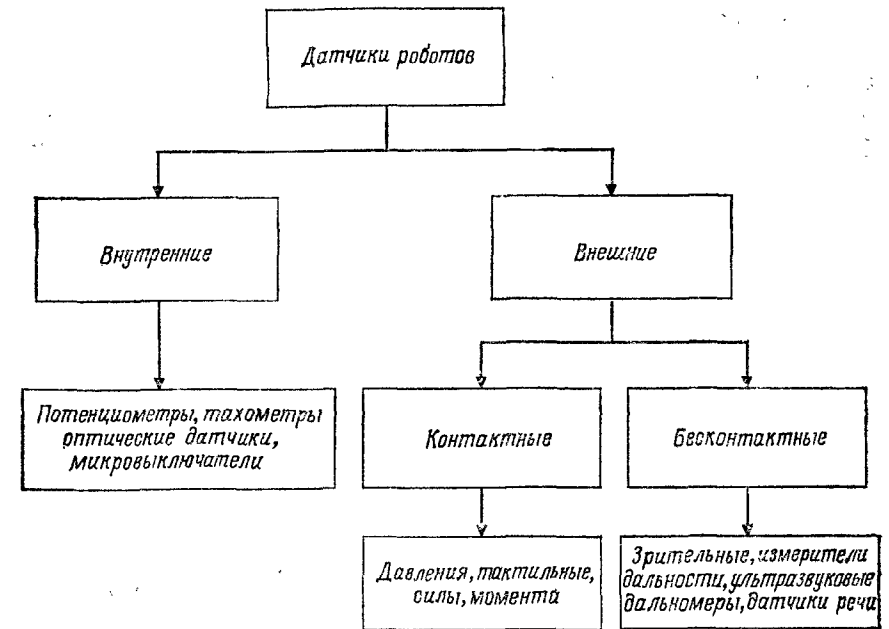 Датчики роботов
Внутренние
Внешние
Потенциометры, тахометры
оптические датчики,
микровыключатели
Контактные
Бесконтактные
Давления, тактильные,
силы, момента
Зрительные, измерители
дальности, ультразвуковые
дальномеры, датчики речи